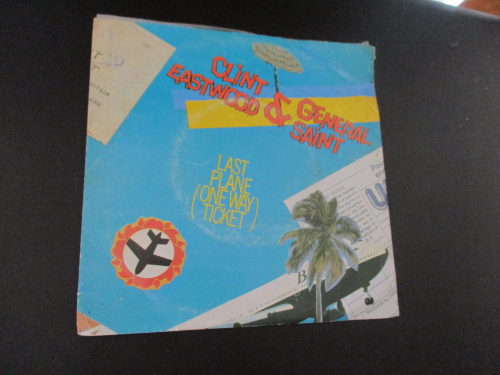 CLINT
EASTWOOD
&
GENERAL
SAINT
LAST
PLANE
(ONE WAY)
(TICKET)
B
U